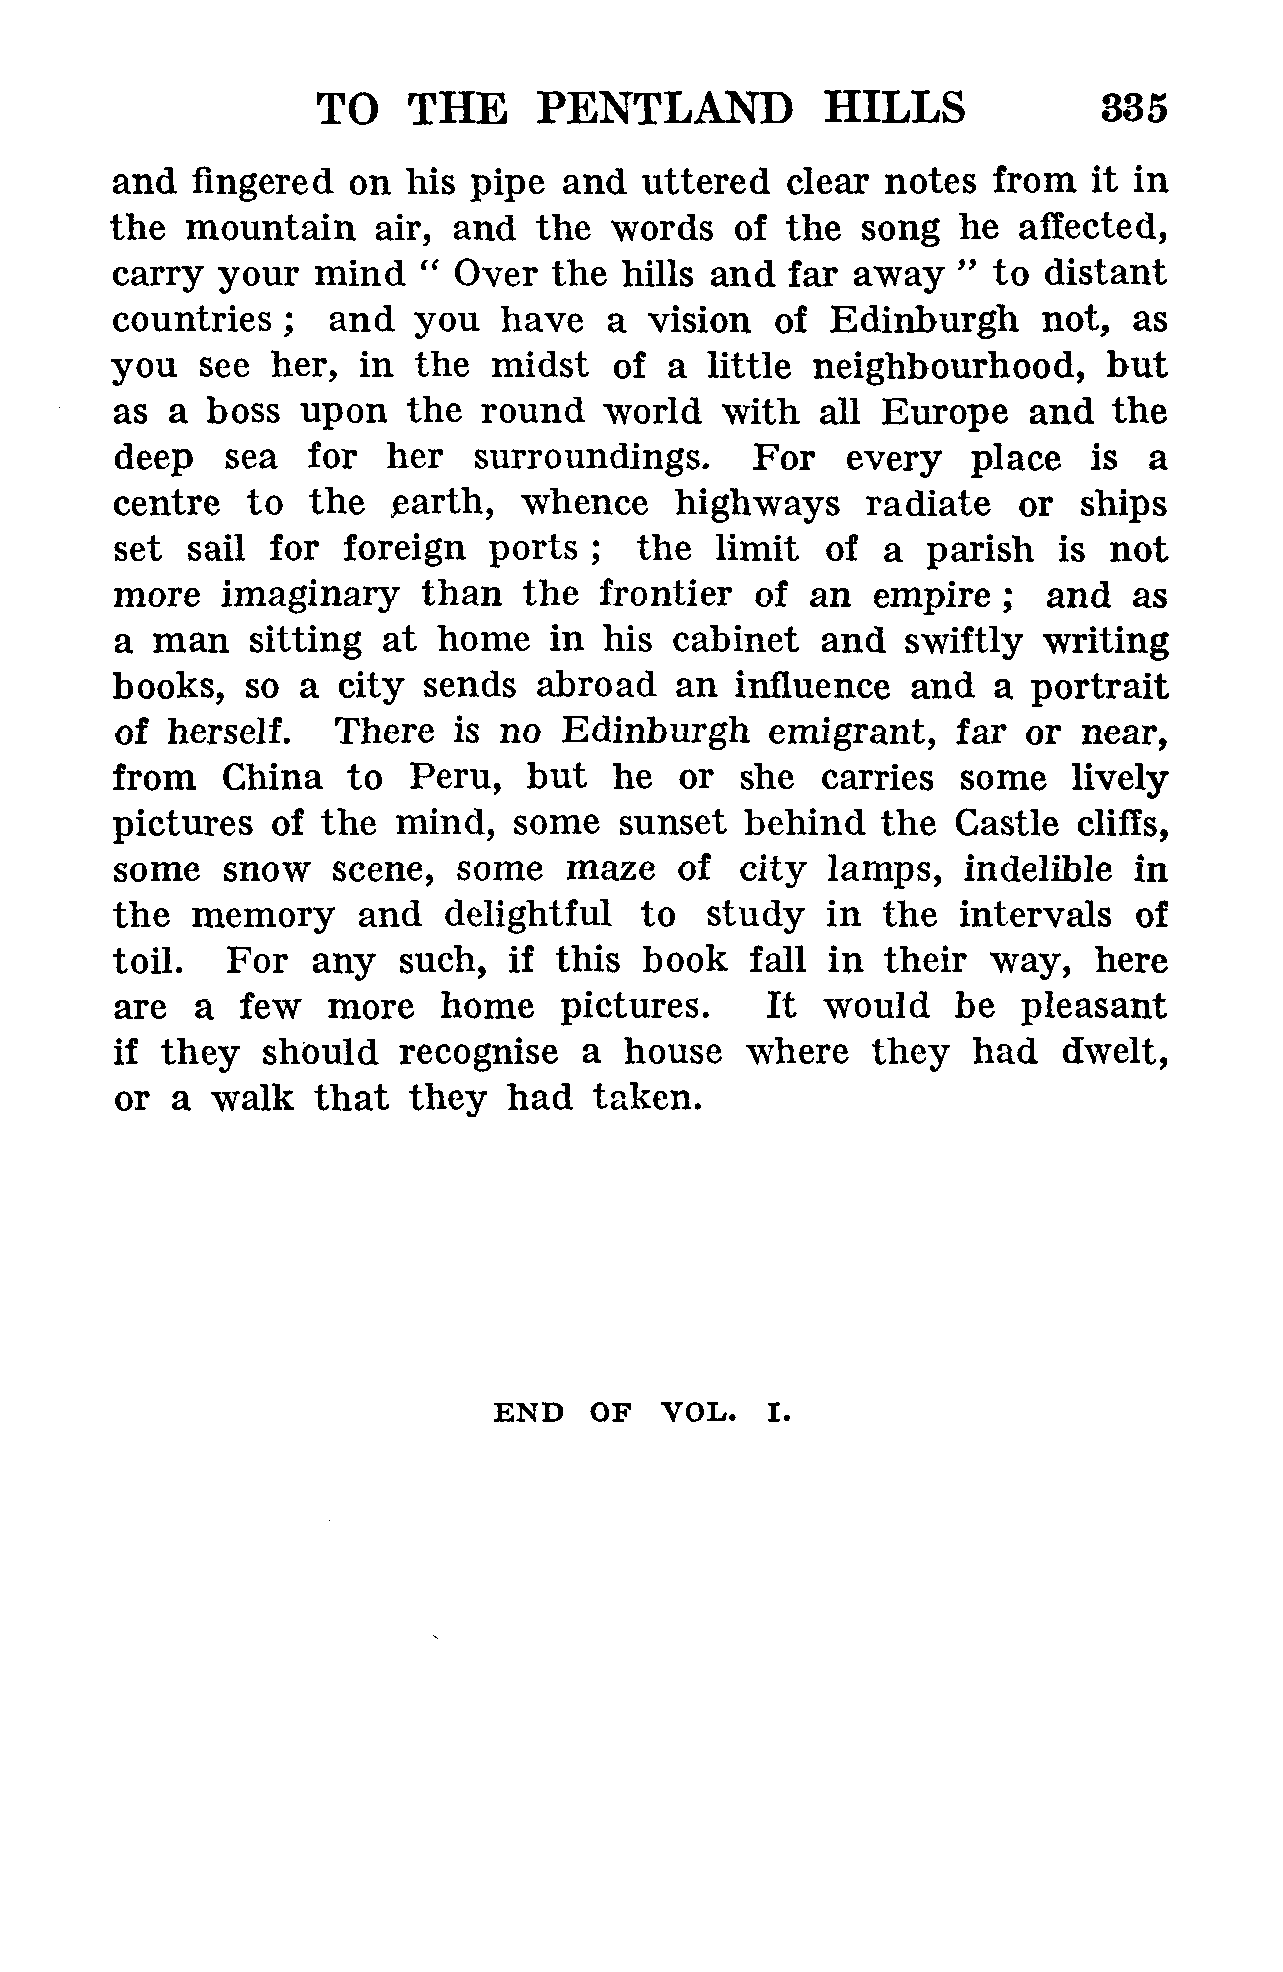 TO THE PENTLAND HILLS 335
and fingered on his pipe and uttered clear notes from it in
the mountain air, and the words of the song he affected,
carry your mind “ Over the hills and far away ” to distant
countries ; and you have a vision of Edinburgh not, as
you see her, in the midst of a little neighbourhood, but
as a boss upon the round world with all Europe and the
deep sea for her surroundings. For every place is a
centre to the earth, whence highways radiate or ships
set sail for foreign ports ; the limit of a parish is not
more imaginary than the frontier of an empire ; and as
a man sitting at home in his cabinet and swiftly writing
books, so a city sends abroad an influence and a portrait
of herself. There is no Edinburgh emigrant, far or near,
from China to Peru, but he or she carries some lively
pictures of the mind, some sunset behind the Castle cliffs,
some snow scene, some maze of city lamps, indelible in
the memory and delightful to study in the intervals of
toil. For any such, if this book fall in their way, here
are a few more home pictures. It would be pleasant
if they should recognise a house where they had dwelt,
or a walk that they had taken.
END OF VOL. I.